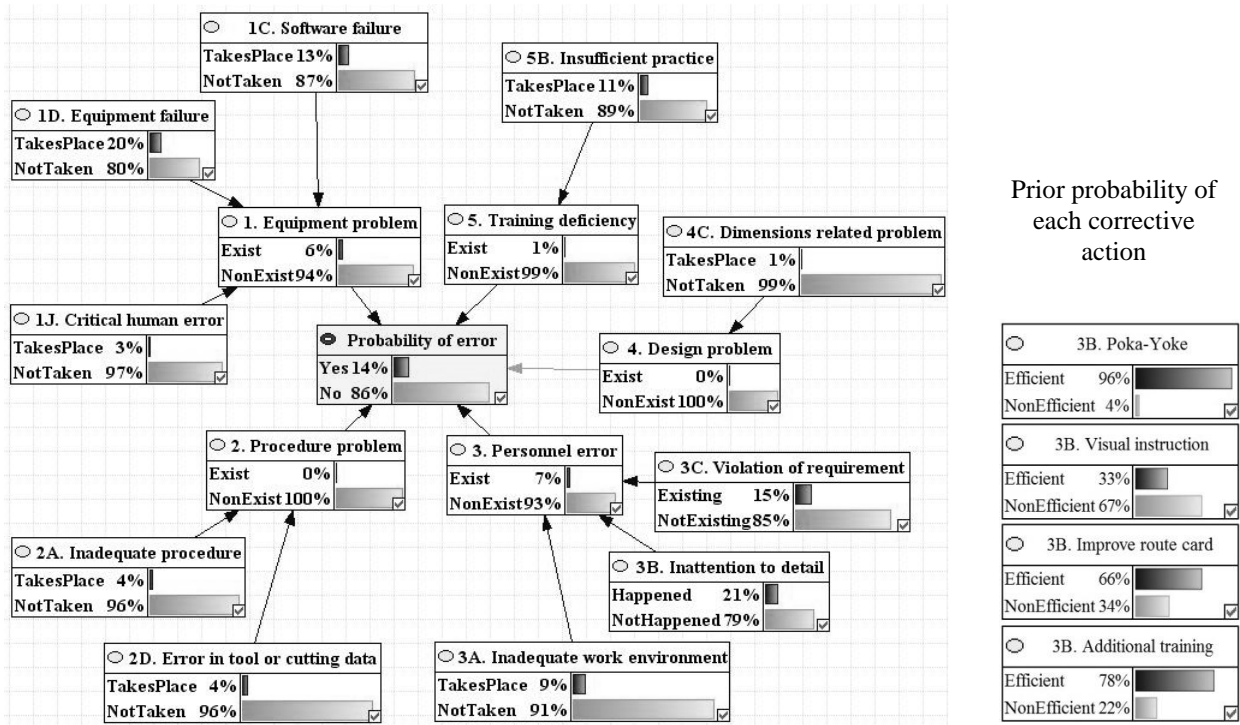 1C. Software failure
TakesPlace 13%
NotTaken 87%
5B. Insufficient practice
TakesPlace 11%
NotTaken 89%
1D. Equipment failure
TakesPlace 20%
NotTaken 80%
1. Equipment problem
Exist 6%
NonExist 94%
5. Training deficiency
Exist 1%
NonExist 99%
4C. Dimensions related problem
TakesPlace 1%
NotTaken 99%
1J. Critical human error
TakesPlace 3%
NotTaken 97%
Probability of error
Yes 14%
No 86%
4. Design problem
Exist 0%
NonExist 100%
2. Procedure problem
Exist 0%
NonExist 100%
3. Personnel error
Exist 7%
NonExist 93%
3C. Violation of requirement
Existing 15%
NotExisting 85%
2A. Inadequate procedure
TakesPlace 4%
NotTaken 96%
3B. Inattention to detail
Happened 21%
NotHappened 79%
2D. Error in tool or cutting data
TakesPlace 4%
NotTaken 96%
3A. Inadequate work environment
TakesPlace 9%
NotTaken 91%
Prior probability of
each corrective
action
3B. Poka-Yoke
Efficient 96%
NonEfficient 4%
3B. Visual instruction
Efficient 33%
NonEfficient 67%
3B. Improve route card
Efficient 66%
NonEfficient 34%
3B. Additional training
Efficient 78%
NonEfficient 22%